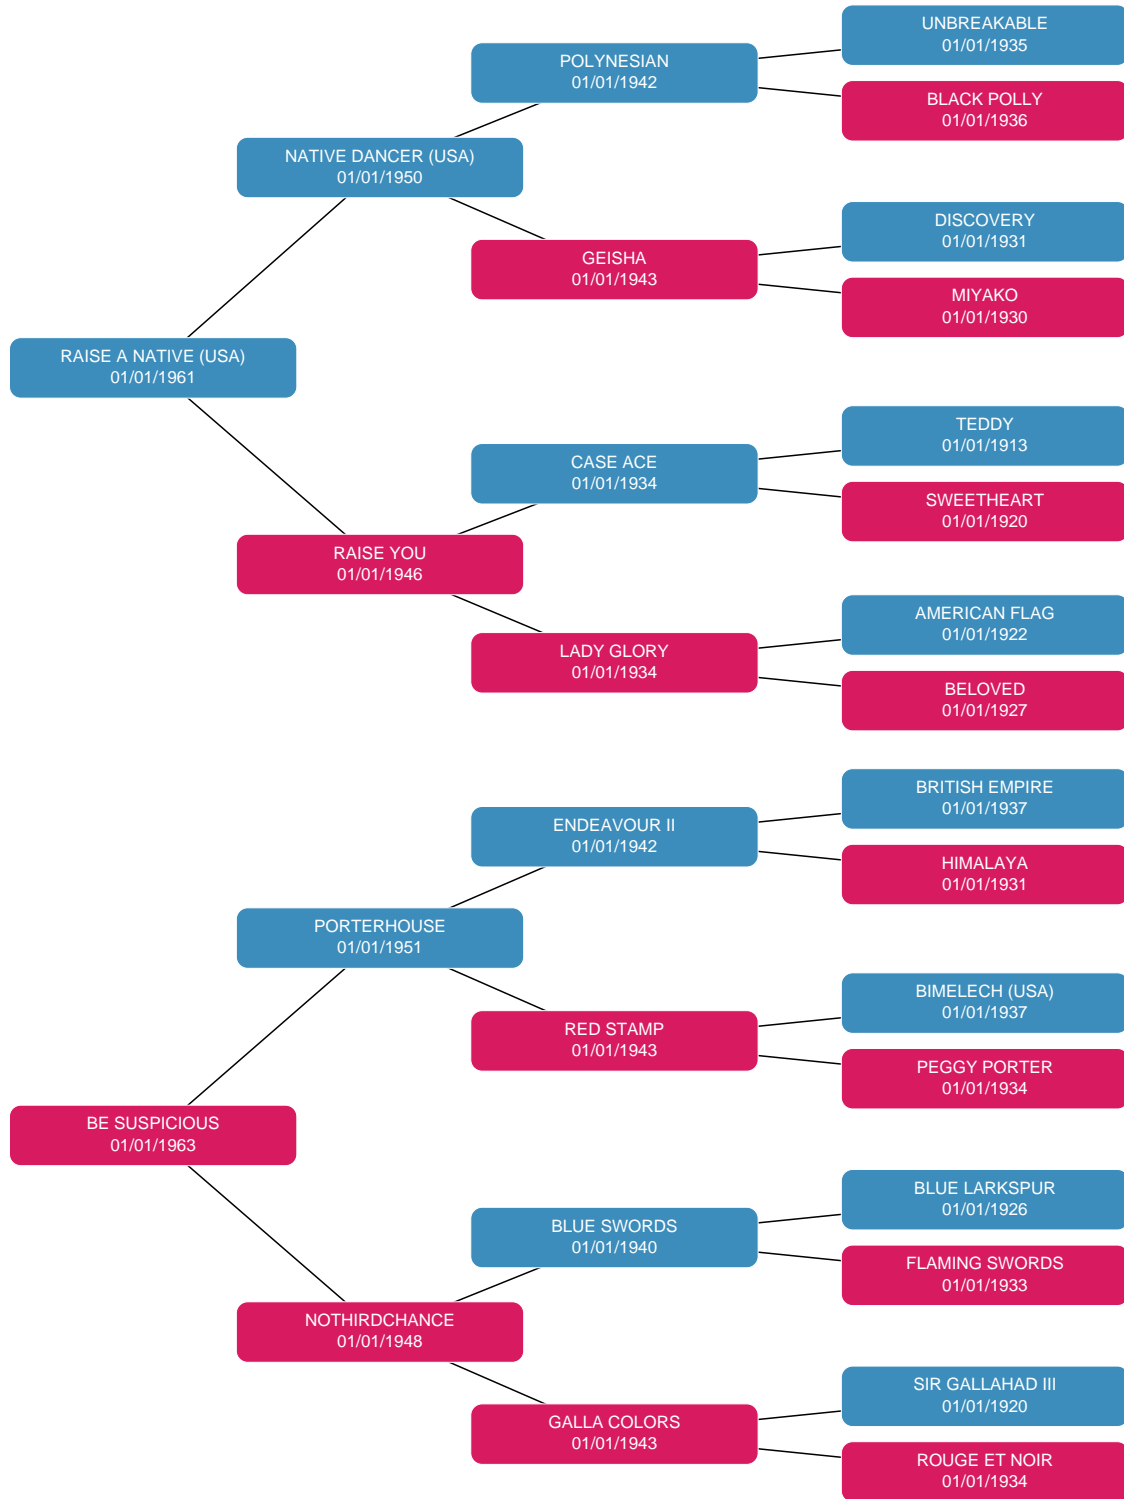 UNBREAKABLE
01/01/1935
POLYNESIAN
01/01/1942
BLACK POLLY
01/01/1936
NATIVE DANCER (USA)
01/01/1950
DISCOVERY
01/01/1931
GEISHA
01/01/1943
MIYAKO
01/01/1930
RAISE A NATIVE (USA)
01/01/1961
TEDDY
01/01/1913
CASE ACE
01/01/1934
SWEETHEART
01/01/1920
RAISE YOU
01/01/1946
AMERICAN FLAG
01/01/1922
LADY GLORY
01/01/1934
BELOVED
01/01/1927
BRITISH EMPIRE
01/01/1937
ENDEAVOUR II
01/01/1942
HIMALAYA
01/01/1931
PORTERHOUSE
01/01/1951
BIMELECH (USA)
01/01/1937
RED STAMP
01/01/1943
PEGGY PORTER
01/01/1934
BE SUSPICIOUS
01/01/1963
BLUE LARKSPUR
01/01/1926
BLUE SWORDS
01/01/1940
FLAMING SWORDS
01/01/1933
NOTHIRDCHANCE
01/01/1948
SIR GALLAHAD III
01/01/1920
GALLA COLORS
01/01/1943
ROUGE ET NOIR
01/01/1934